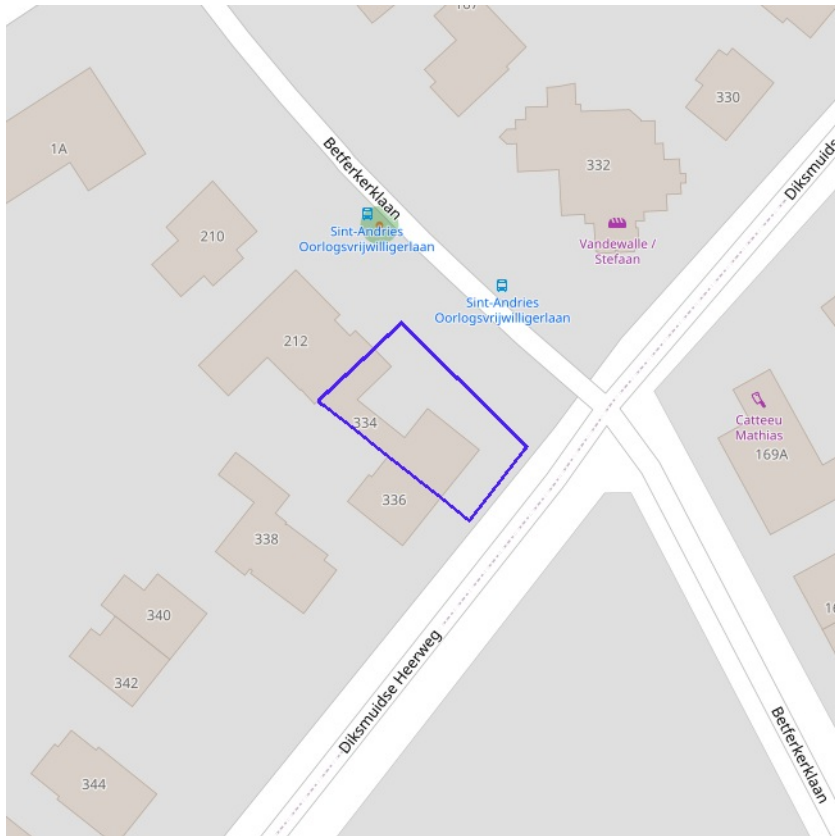 330
332
1A
Betferkerklaan
Diksmuids
210
Sint-Andries
Oorlogsvrijwilligerlaan
Vandewalle /
Stefaan
Sint-Andries
Oorlogsvrijwilligerlaan
212
334
Catteeu
Mathias
169A
336
338
340
342
Diksmuidse Heerweg
Betferkerklaan
344